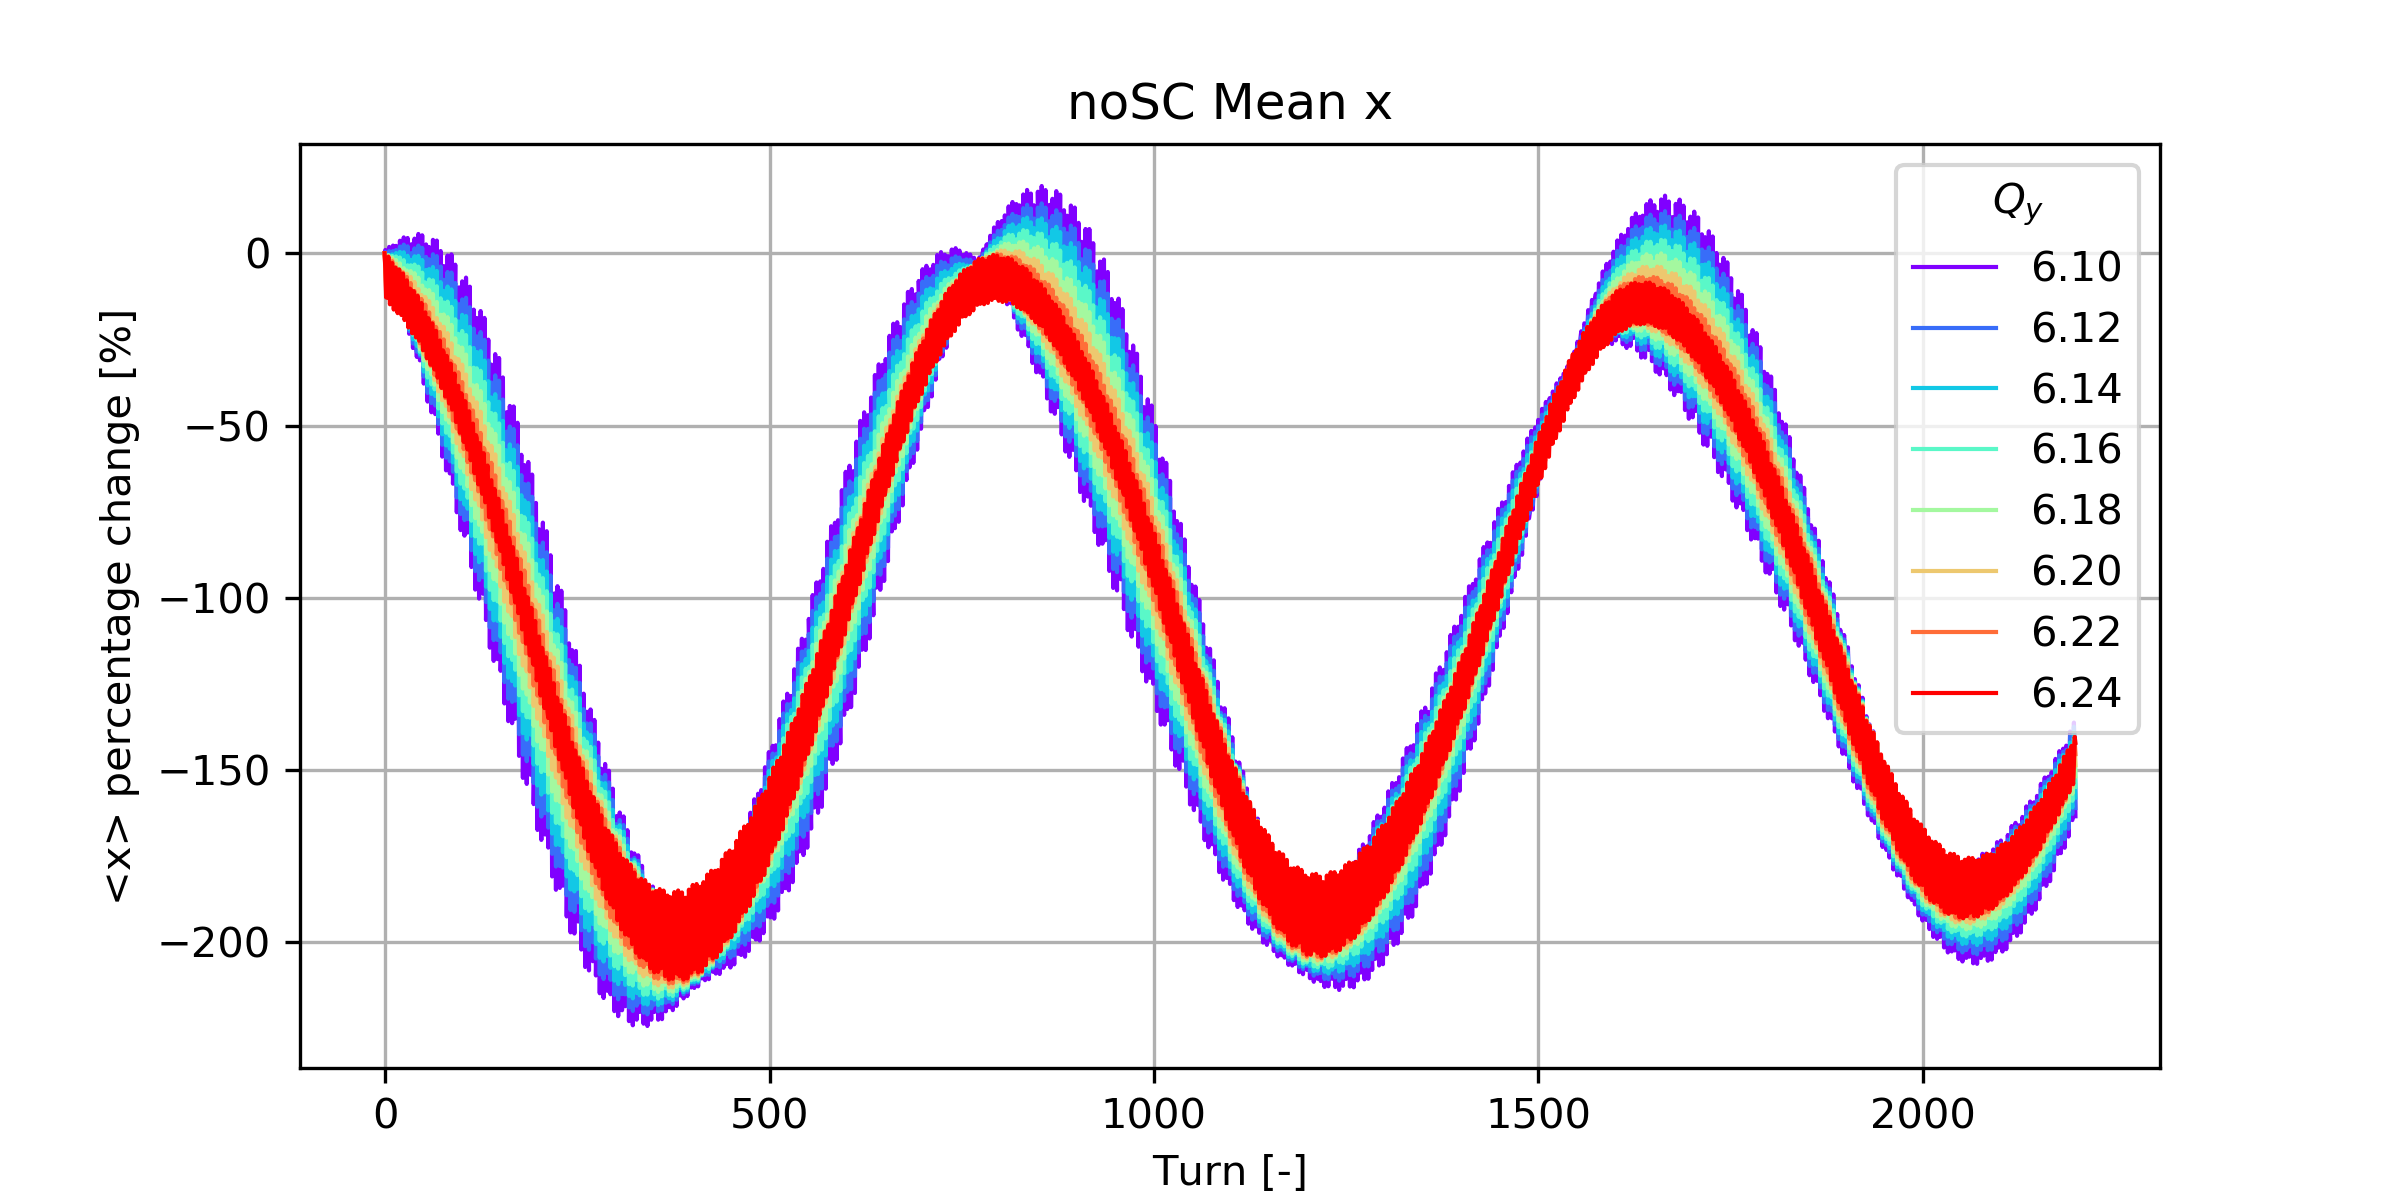 noSC Mean x
<x> percentage change [%]
0
−50
−100
−150
−200
Q_y
6.10
6.12
6.14
6.16
6.18
6.20
6.22
6.24
0 500 1000 1500 2000
Turn [-]